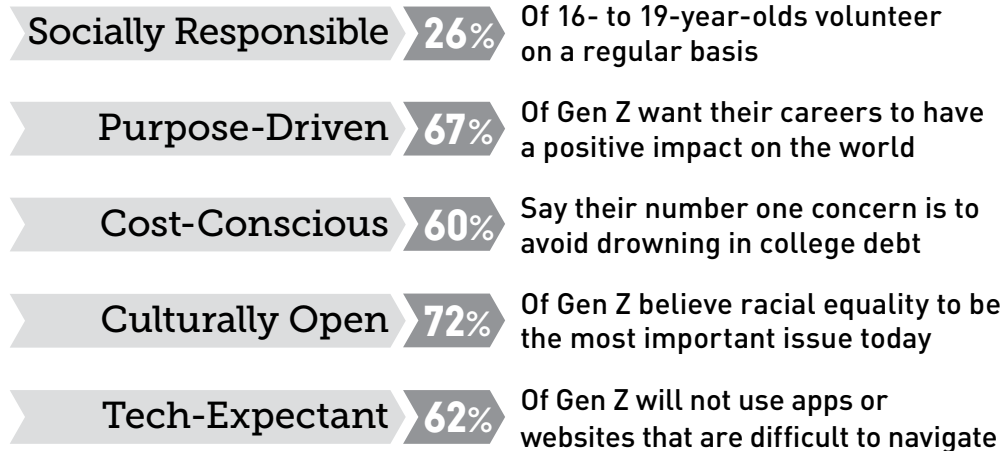 Socially Responsible 26% Of 16- to 19-year-olds volunteer
on a regular basis
Purpose-Driven 67% Of Gen Z want their careers to have
a positive impact on the world
Cost-Conscious 60% Say their number one concern is to
avoid drowning in college debt
Culturally Open 72% Of Gen Z believe racial equality to be
the most important issue today
Tech-Expectant 62% Of Gen Z will not use apps or
websites that are difficult to navigate